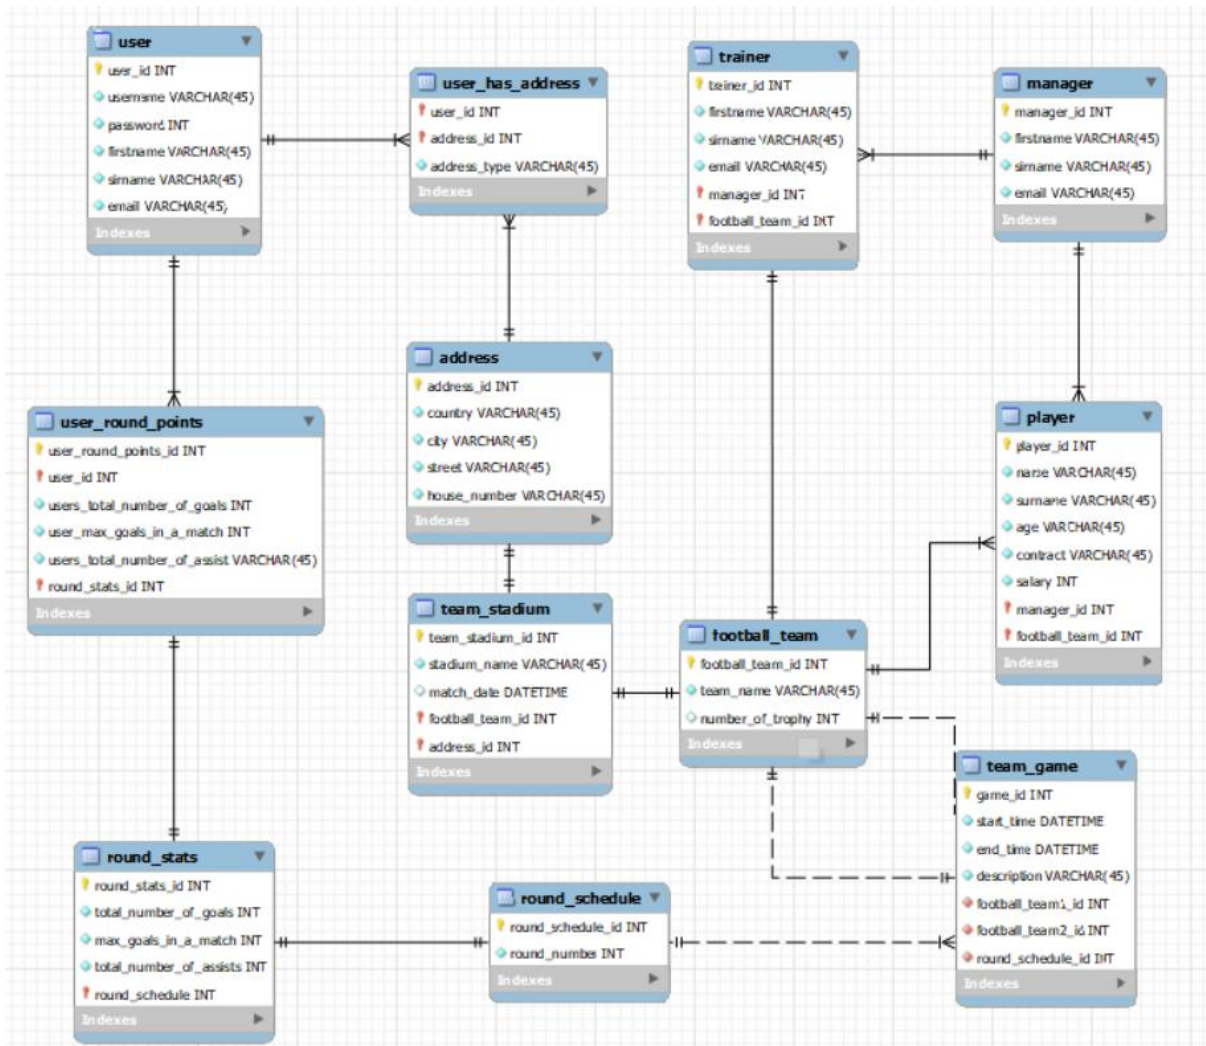 user
user_id INT
username VARCHAR(45)
password INT
firstname VARCHAR(45)
sirname VARCHAR(45)
email VARCHAR(45)
Indexes
user_has_address
user_id INT
address_id INT
address_type VARCHAR(45)
Indexes
trainer
trainer_id INT
firstname VARCHAR(45)
sirname VARCHAR(45)
email VARCHAR(45)
manager_id INT
football_team_id INT
Indexes
manager
manager_id INT
firstname VARCHAR(45)
sirname VARCHAR(45)
email VARCHAR(45)
Indexes
address
address_id INT
country VARCHAR(45)
city VARCHAR(45)
street VARCHAR(45)
house_number VARCHAR(45)
Indexes
user_round_points
user_round_points_id INT
user_id INT
users_total_number_of_goals INT
user_max_goals_in_a_match INT
users_total_number_of_assist VARCHAR(45)
round_stats_id INT
Indexes
player
player_id INT
name VARCHAR(45)
surname VARCHAR(45)
age VARCHAR(45)
contract VARCHAR(45)
salary INT
manager_id INT
football_team_id INT
Indexes
team_stadium
team_stadium_id INT
stadium_name VARCHAR(45)
match_date DATETIME
football_team_id INT
address_id INT
Indexes
football_team
football_team_id INT
team_name VARCHAR(45)
number_of_trophy INT
Indexes
team_game
game_id INT
start_time DATETIME
end_time DATETIME
description VARCHAR(45)
football_team1_id INT
football_team2_id INT
round_schedule_id INT
Indexes
round_stats
round_stats_id INT
total_number_of_goals INT
max_goals_in_a_match INT
total_number_of_assists INT
round_schedule INT
Indexes
round_schedule
round_schedule_id INT
round_number INT
Indexes